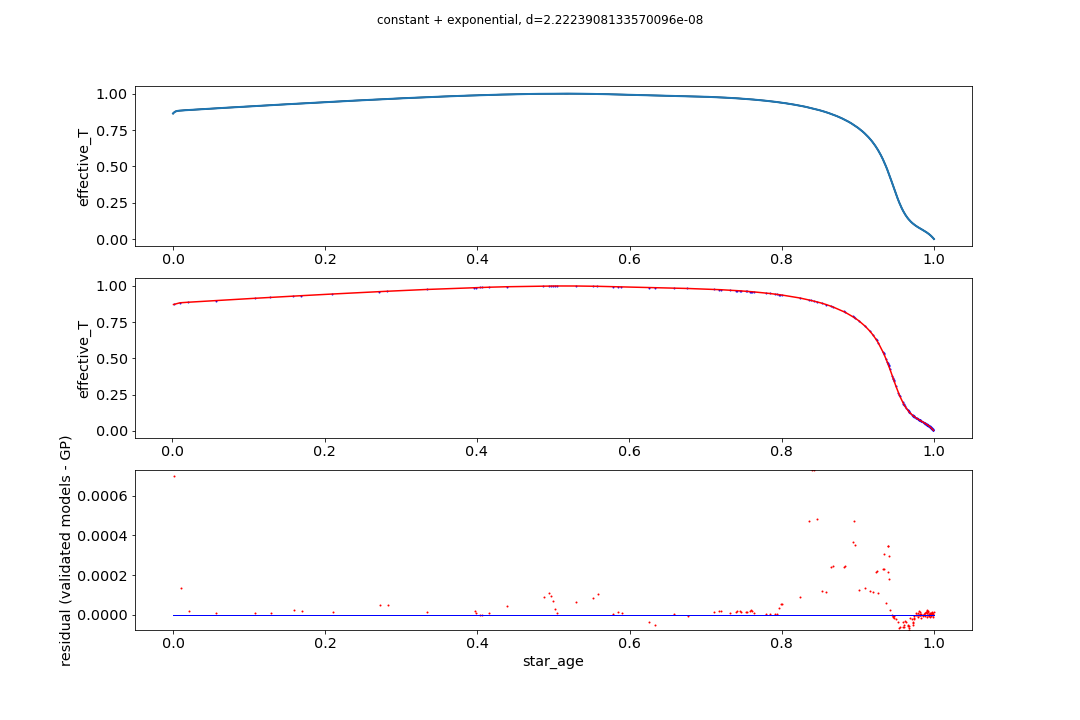 constant + exponential, d=2.2223908133570096e-08
effective_T
1.00
0.75
0.50
0.25
0.00
0.0 0.2 0.4 0.6 0.8 1.0
effective_T
1.00
0.75
0.50
0.25
0.00
0.0 0.2 0.4 0.6 0.8 1.0
residual (validated models - GP)
0.0006
0.0004
0.0002
0.0000
0.0 0.2 0.4 0.6 0.8 1.0
star_age